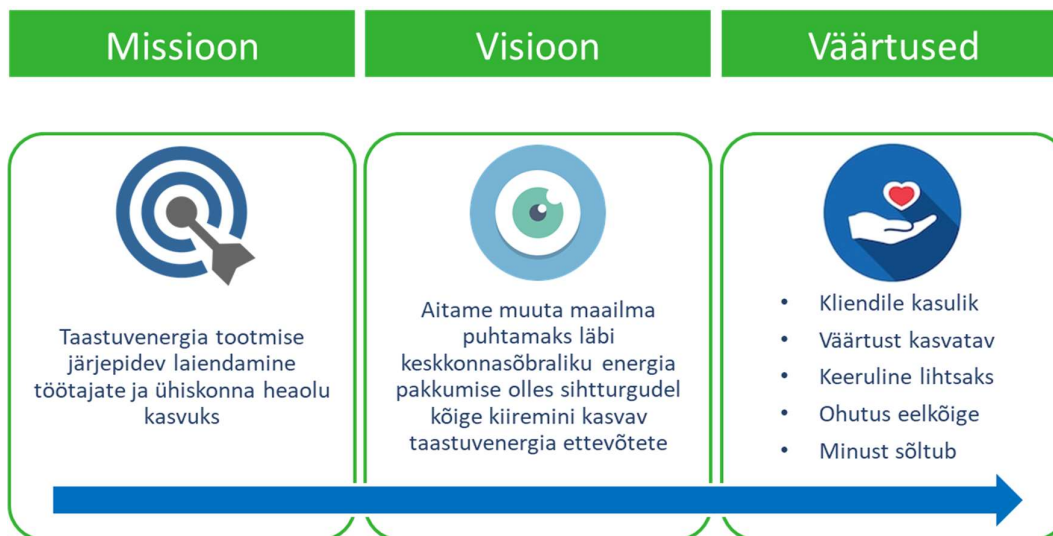 Missioon
Visioon
Väärtused
Taastuvenergia tootmise
järjepidev laiendamine
töötajate ja ühiskonna heaolu
kasvuks
Aitame muuta maailma
puhtamaks läbi
keskkonnasõbraliku energia
pakkumise olles sihtturgudel
kõige kiiremini kasvav
taastuvenergia ettevõtete
• Kliendile kasulik
• Väärtust kasvatav
• Keeruline lihtsaks
• Ohutus eelkõige
• Minust sõltub